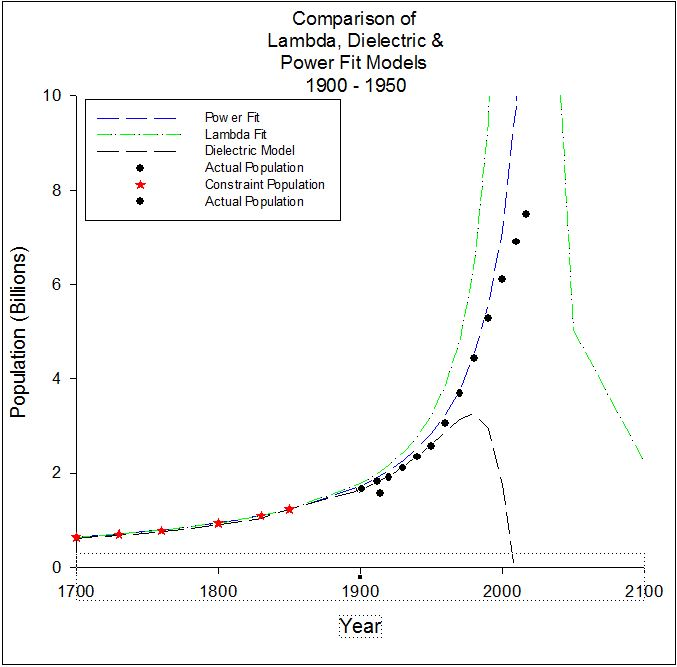 Comparison of
Lambda, Dielectric &
Power Fit Models
1900 - 1950
10
Power Fit
Lambda Fit
Dielectric Model
Actual Population
Constraint Population
Actual Population
8
6
4
2
0
Population (Billions)
1700 1800 1900 2000 2100
Year